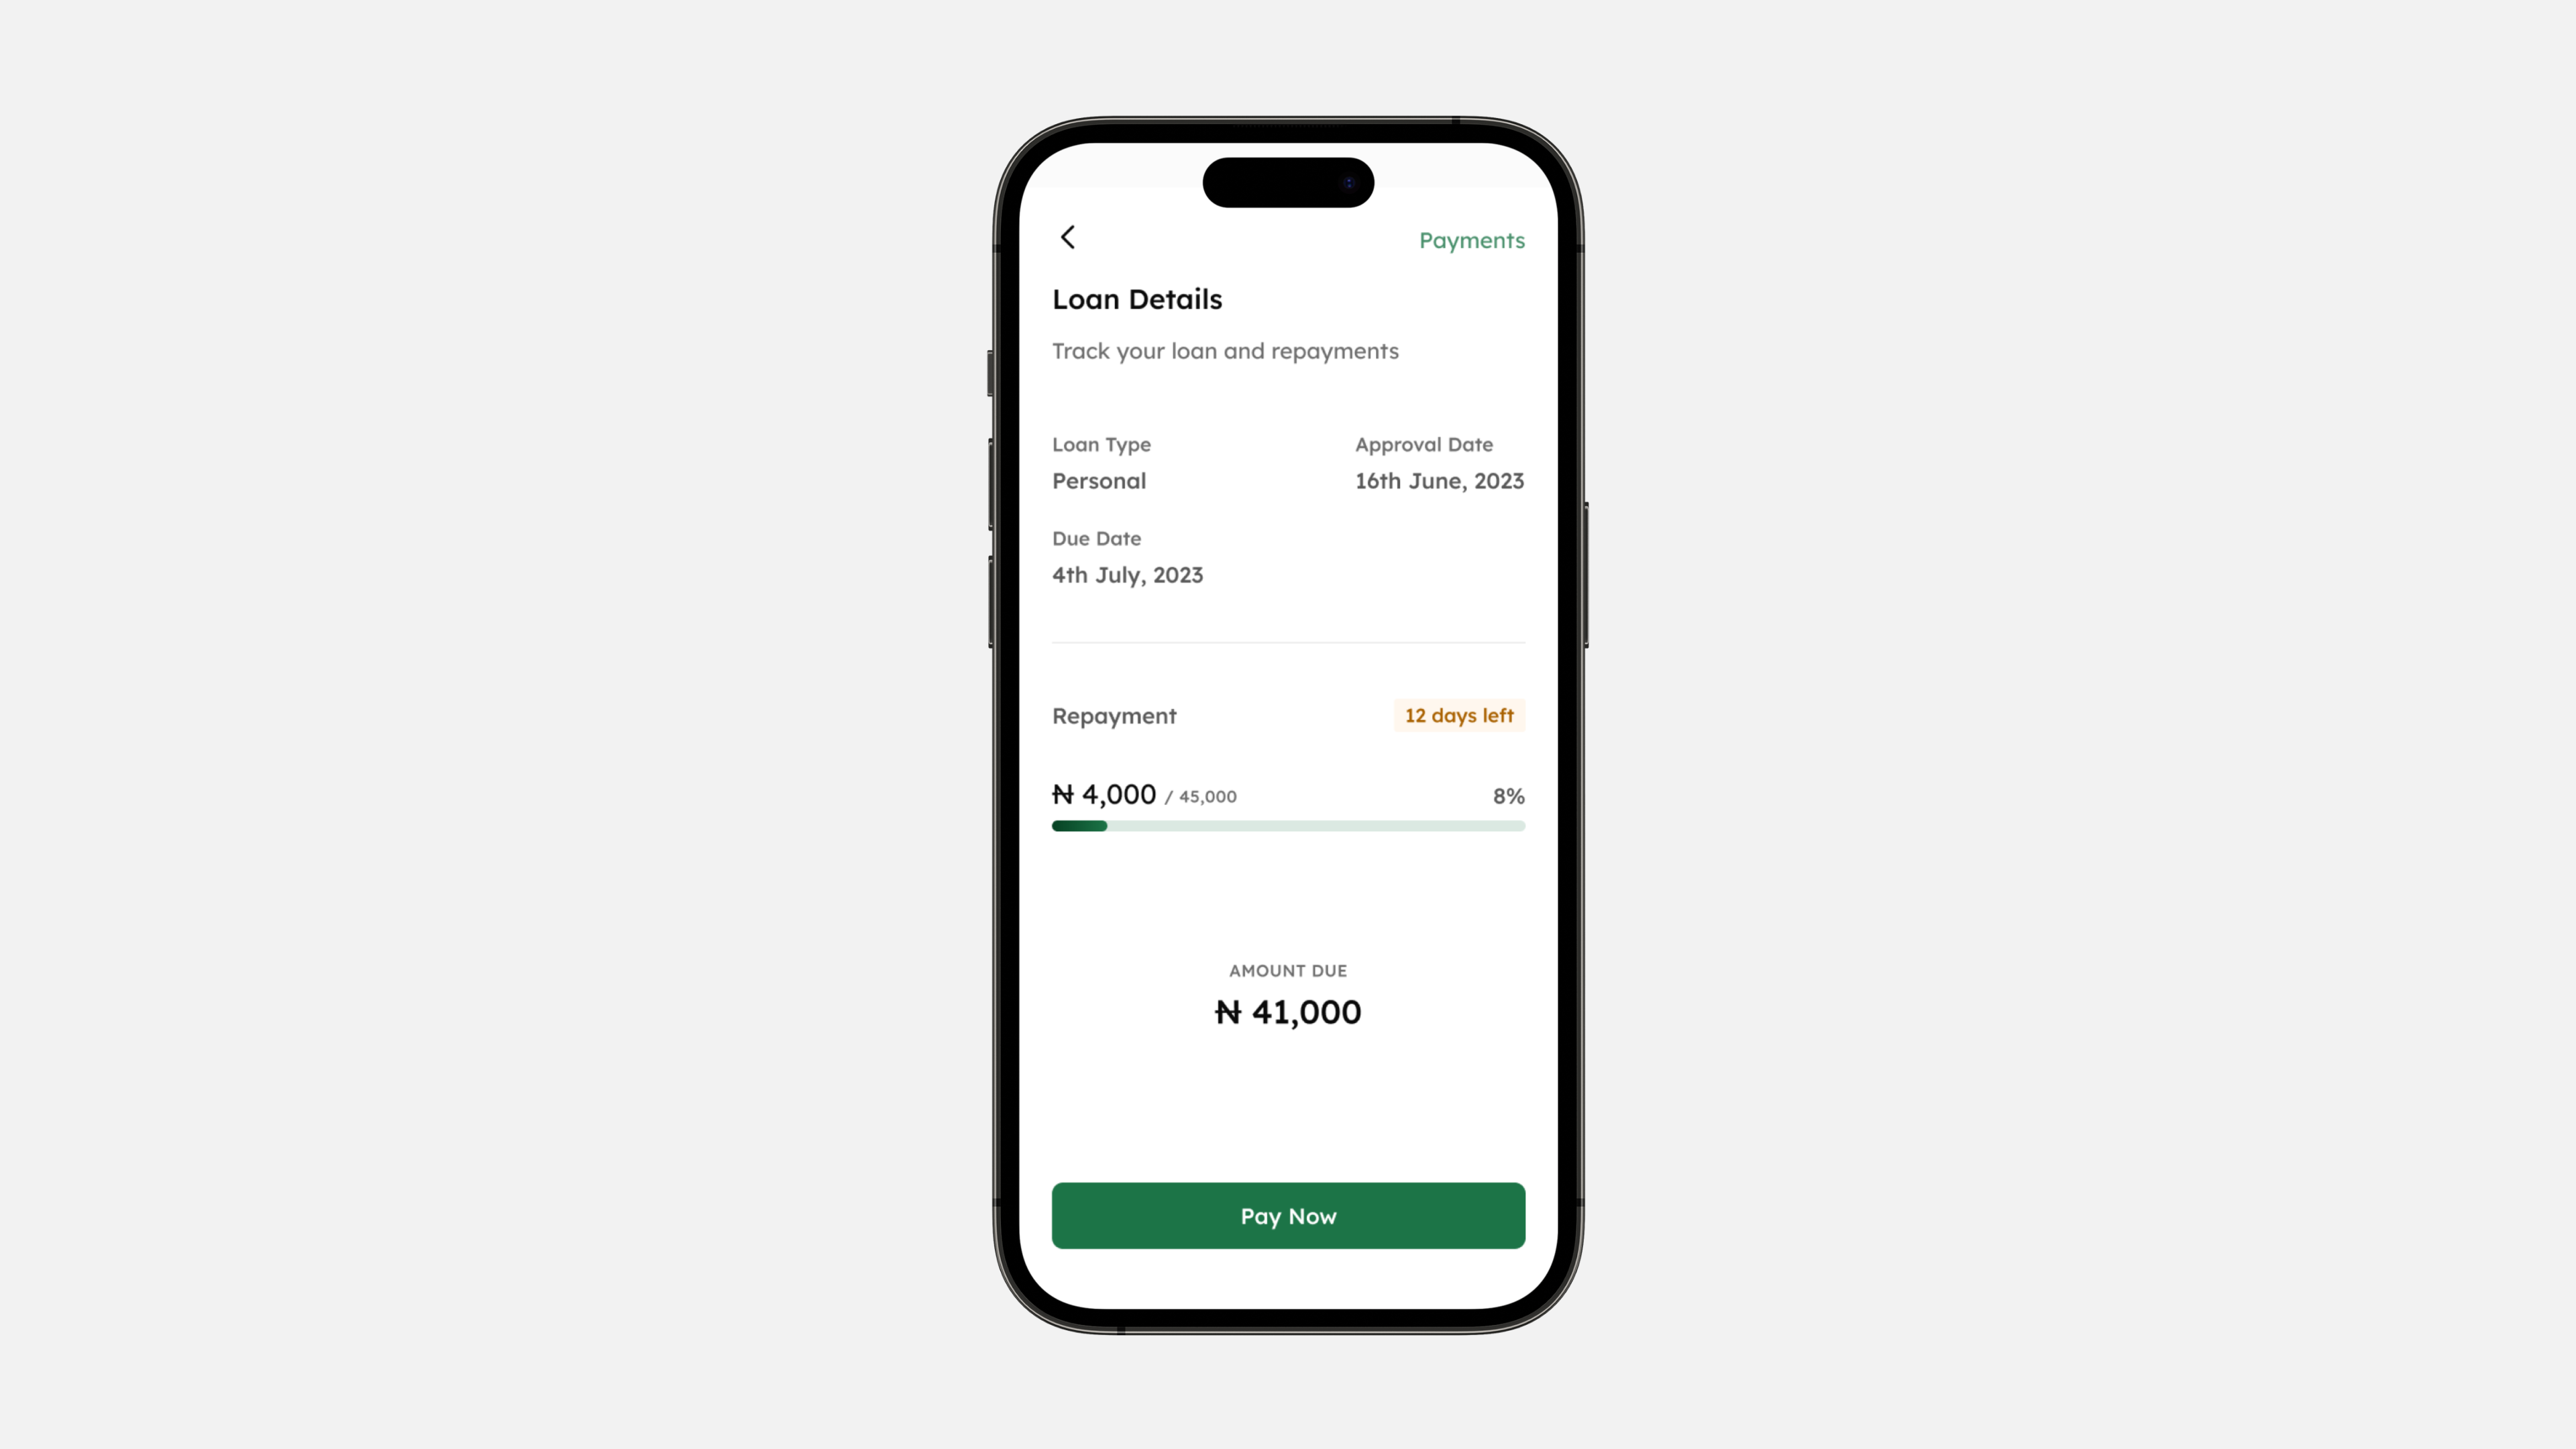 Payments
Loan Details
Track your loan and repayments
Loan Type
Approval Date
Personal
16th June, 2023
Due Date
4th July, 2023
Repayment
12 days left
₦ 4,000 / 45,000
8%
AMOUNT DUE
₦ 41,000
Pay Now